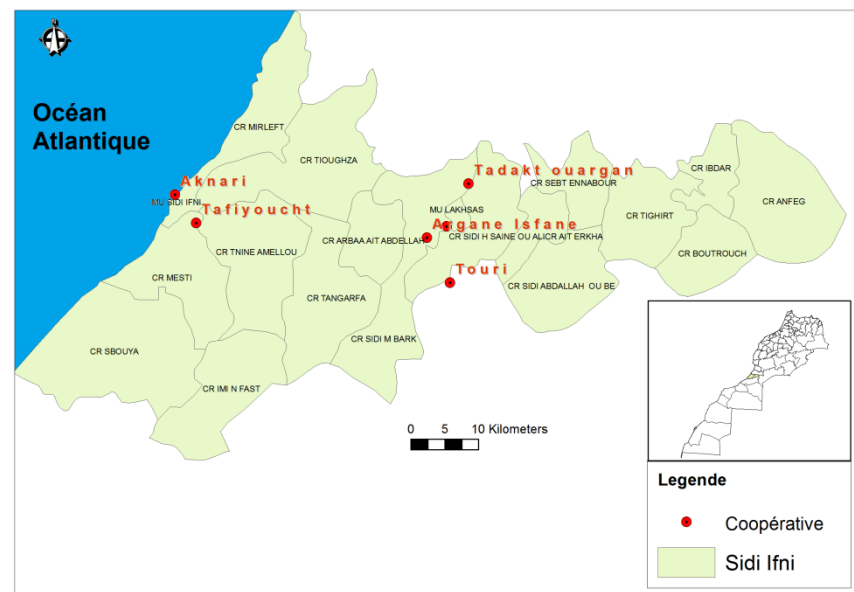 Océan
Atlantique
CR MIRLEFT
CR TIOUGHZA
Aknari
MU SIDI IFNI
Tafiyoucht
CR TNINE AMELLOU
CR MESTI
CR SBOUYA
CR IMI N FAST
CR TANGARFA
CR ARBAA AIT ABDELLAH
CR SIDI M BARK
Tadakt ouargan
CR SEBT ENNABOUR
MU LAKHSAS
Argane Isfane
CR SIDI H SAINE OU ALICR AIT ERKHA
Touri
CR SIDI ABDALLAH OU BE
CR TIGHIRT
CR IBDAR
CR ANFEG
CR BOUTROUCH
0 5 10 Kilometers
Legende
Coopérative
Sidi Ifni